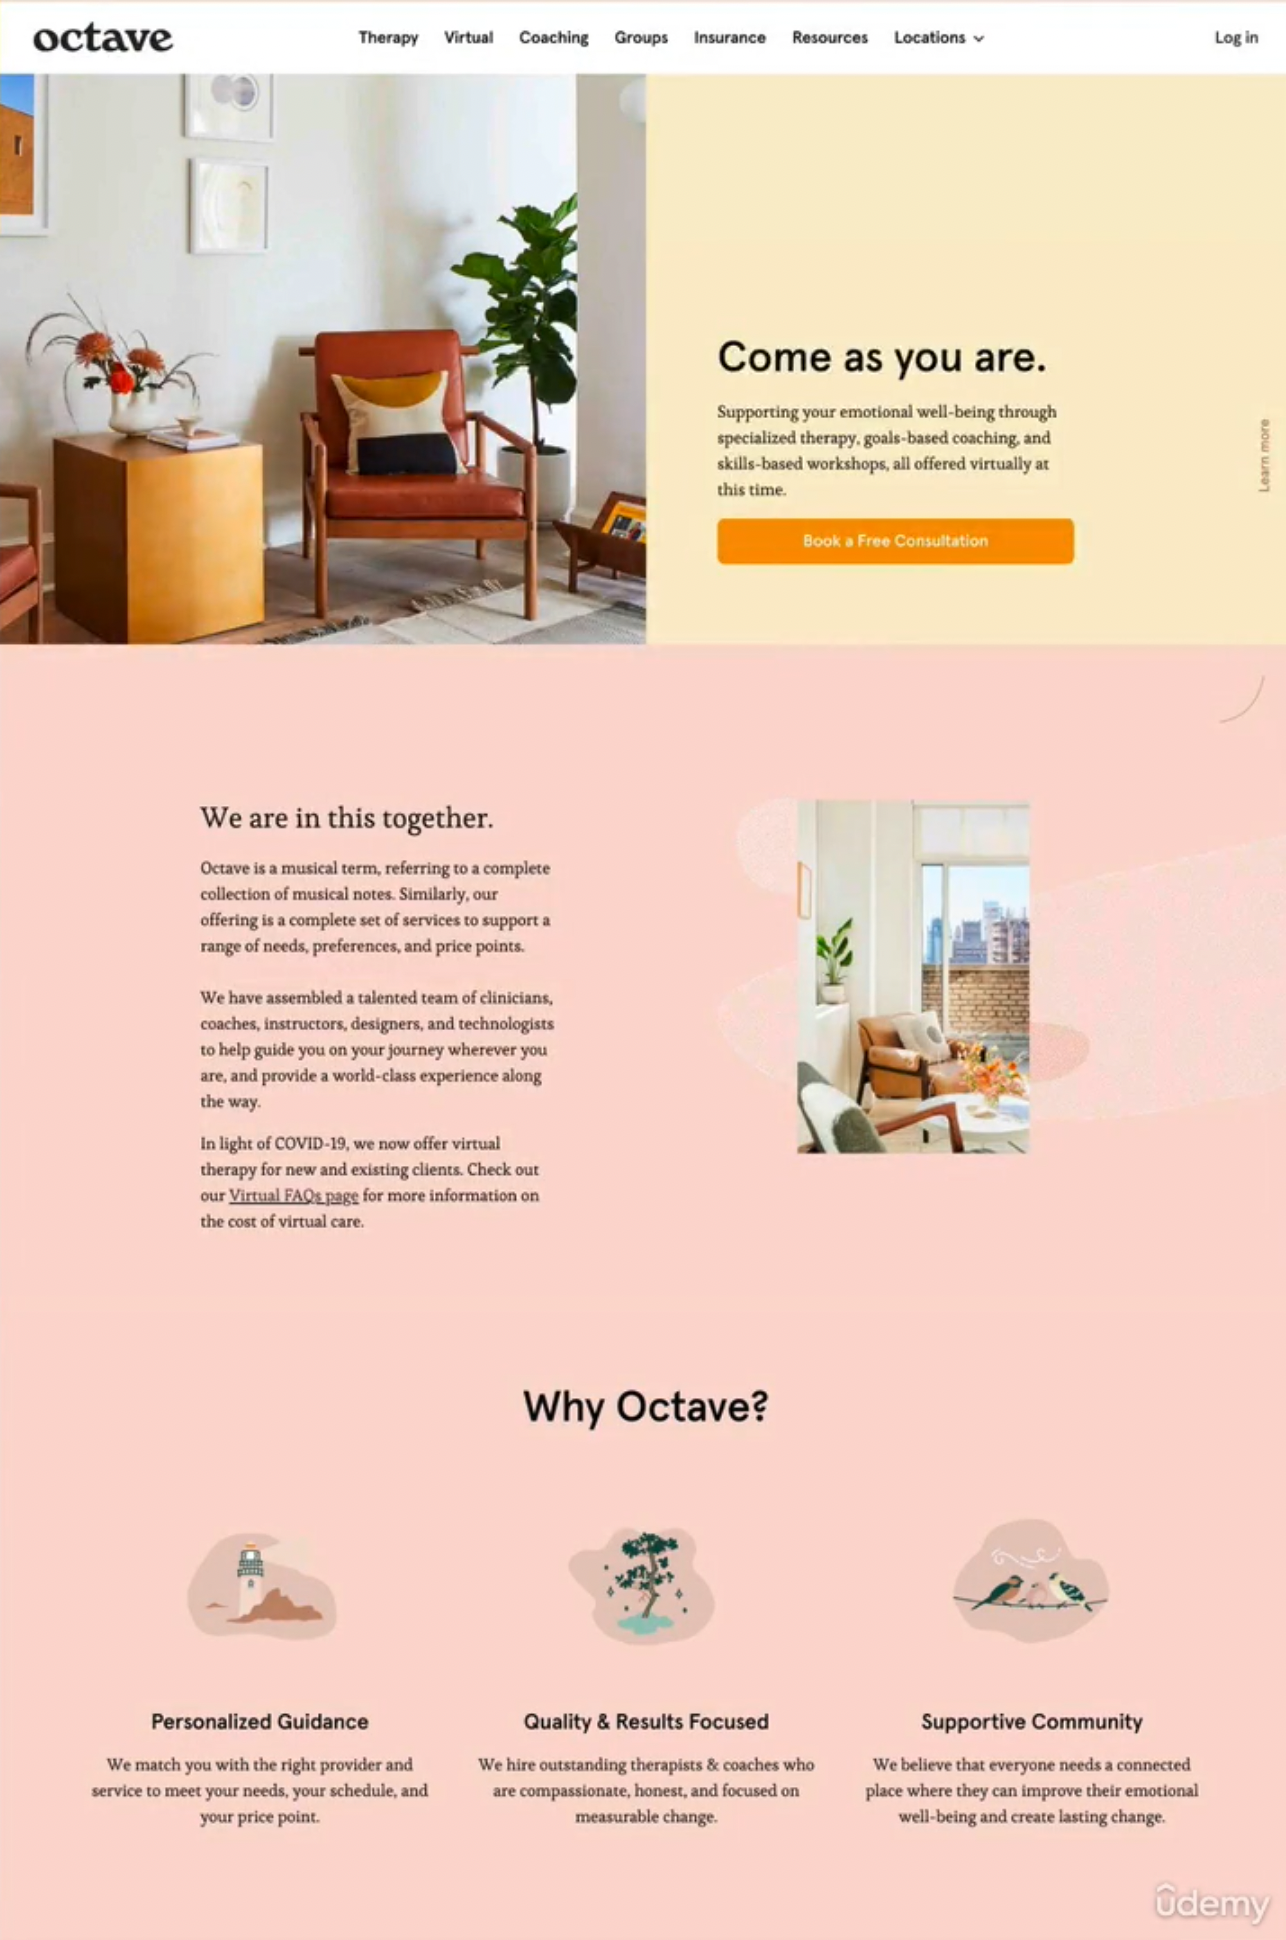 octave
Therapy Virtual Coaching Groups Insurance Resources Locations
Log in
Come as you are.
Supporting your emotional well-being through
specialized therapy, goals-based coaching, and
skills-based workshops, all offered virtually at
this time.
Book a Free Consultation
Learn more
We are in this together.
Octave is a musical term, referring to a complete
collection of musical notes. Similarly, our
offering is a complete set of services to support a
range of needs, preferences, and price points.
We have assembled a talented team of clinicians,
coaches, instructors, designers, and technologists
to help guide you on your journey wherever you
are, and provide a world-class experience along
the way.
In light of COVID-19, we now offer virtual
therapy for new and existing clients. Check out
our Virtual FAQs page for more information on
the cost of virtual care.
Why Octave?
Personalized Guidance
We match you with the right provider and
service to meet your needs, your schedule, and
your price point.
Quality & Results Focused
We hire outstanding therapists & coaches who
are compassionate, honest, and focused on
measurable change.
Supportive Community
We believe that everyone needs a connected
place where they can improve their emotional
well-being and create lasting change.
ûdemy